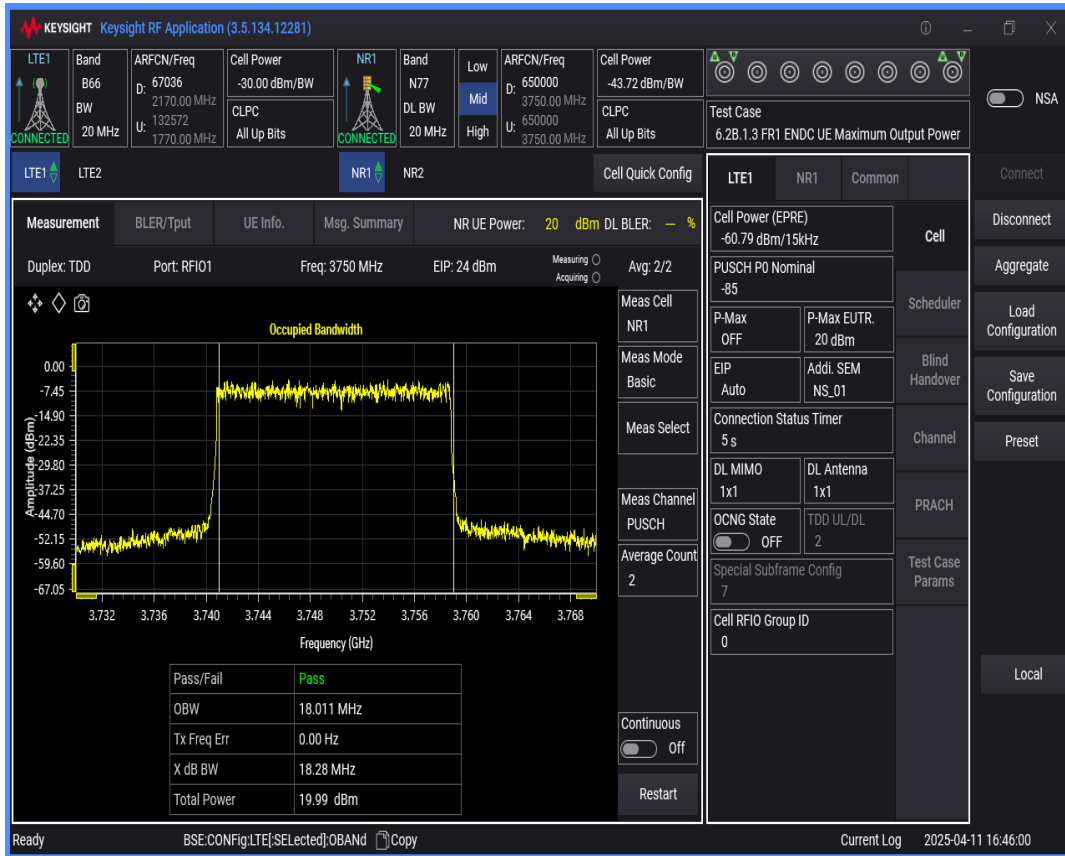 KEYSIGHT Keysight RF Application (3.5.134.12281)
LTE1
CONNECTED
Band
B66
BW
20 MHz
ARFCN/Freq
D: 67036
2170.00 MHz
U: 132572
1770.00 MHz
Cell Power
-30.00 dBm/BW
CLPC
All Up Bits
NR1
CONNECTED
Band
N77
DL BW
20 MHz
Low
Mid
High
ARFCN/Freq
D: 650000
3750.00 MHz
U: 650000
3750.00 MHz
Cell Power
-43.72 dBm/BW
CLPC
All Up Bits
Test Case
6.2B.1.3 FR1 ENDC UE Maximum Output Power
NSA
LTE1 LTE2 NR1 NR2 Cell Quick Config
Measurement BLER/Tput UE Info. Msg. Summary NR UE Power: 20 dBm DL BLER: — %
Duplex: TDD Port: RFIO1 Freq: 3750 MHz EIP: 24 dBm Measuring Acquiring Avg: 2/2
Occupied Bandwidth
Amplitude (dBm)
0.00
-7.45
-14.90
-22.35
-29.80
-37.25
-44.70
-52.15
-59.60
-67.05
3.732 3.736 3.740 3.744 3.748 3.752 3.756 3.760 3.764 3.768
Frequency (GHz)
Pass/Fail Pass
OBW 18.011 MHz
Tx Freq Err 0.00 Hz
X dB BW 18.28 MHz
Total Power 19.99 dBm
Meas Cell
NR1
Meas Mode
Basic
Meas Select
Meas Channel
PUSCH
Average Count
2
Continuous
Off
Restart
LTE1 NR1 Common
Cell Power (EPRE)
-60.79 dBm/15kHz
PUSCH P0 Nominal
-85
P-Max
OFF
P-Max EUTR.
20 dBm
EIP
Auto
Addi. SEM
NS_01
Connection Status Timer
5 s
DL MIMO
1x1
DL Antenna
1x1
OCNG State
OFF
TDD UL/DL
2
Special Subframe Config
7
Cell RFIO Group ID
0
Cell
Scheduler
Blind
Handover
Channel
PRACH
Test Case
Params
Connect
Disconnect
Aggregate
Load
Configuration
Save
Configuration
Preset
Local
Ready BSE:CONFig:LTE[:SELected]:OBANd Copy Current Log 2025-04-11 16:46:00